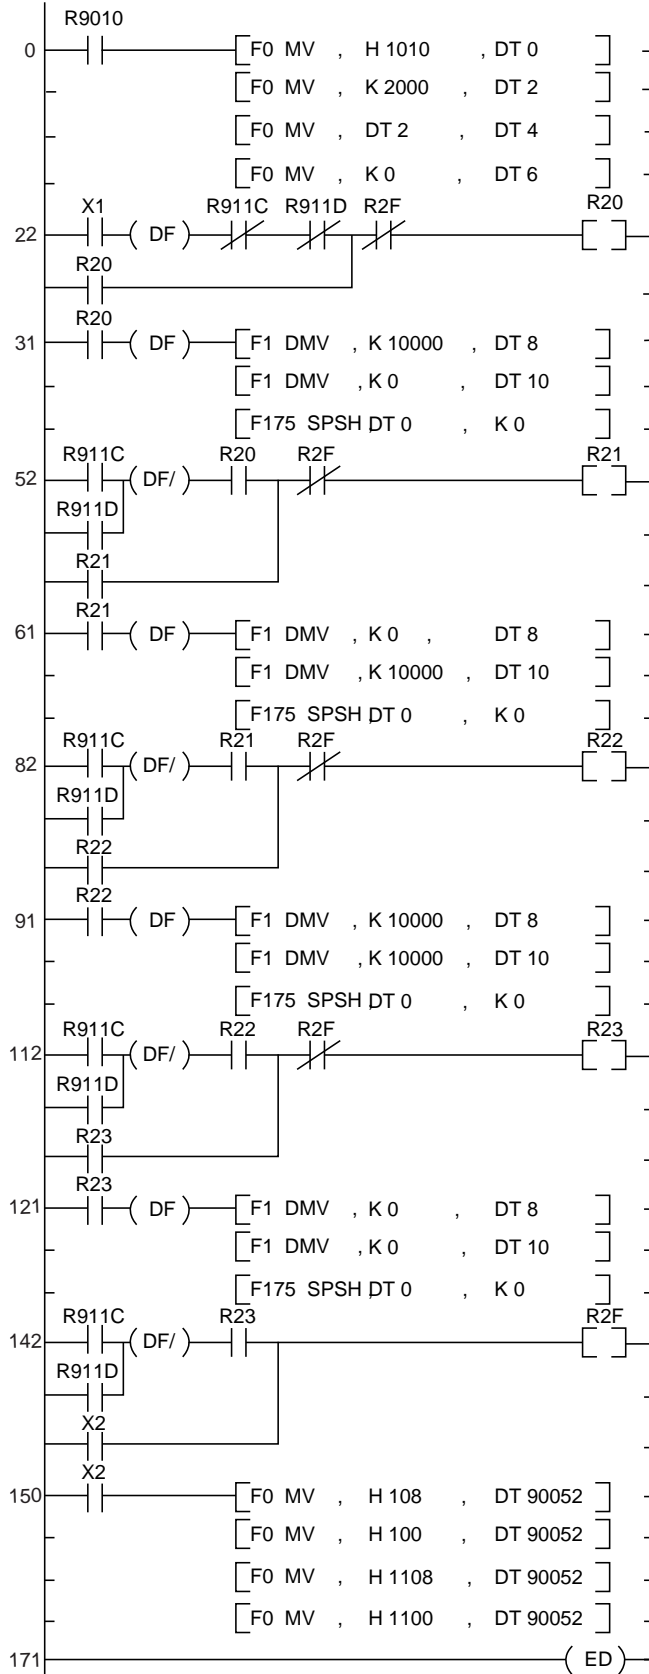 R9010
0 F0 MV , H 1010 , DT 0
F0 MV , K 2000 , DT 2
F0 MV , DT 2 , DT 4
F0 MV , K 0 , DT 6
X1 R911C R911D R2F R20
22 ( DF )
R20
R20
31 ( DF ) F1 DMV , K 10000 , DT 8
F1 DMV , K 0 , DT 10
F175 SPSH , DT 0 , K 0
R911C R20 R2F R21
52 ( DF/ )
R911D
R21
R21
61 ( DF ) F1 DMV , K 0 , DT 8
F1 DMV , K 10000 , DT 10
F175 SPSH , DT 0 , K 0
R911C R21 R2F R22
82 ( DF/ )
R911D
R22
R22
91 ( DF ) F1 DMV , K 10000 , DT 8
F1 DMV , K 10000 , DT 10
F175 SPSH , DT 0 , K 0
R911C R22 R2F R23
112 ( DF/ )
R911D
R23
R23
121 ( DF ) F1 DMV , K 0 , DT 8
F1 DMV , K 0 , DT 10
F175 SPSH , DT 0 , K 0
R911C R23 R2F
142 ( DF/ )
R911D
X2
X2
150 F0 MV , H 108 , DT 90052
F0 MV , H 100 , DT 90052
F0 MV , H 1108 , DT 90052
F0 MV , H 1100 , DT 90052
171 ( ED )